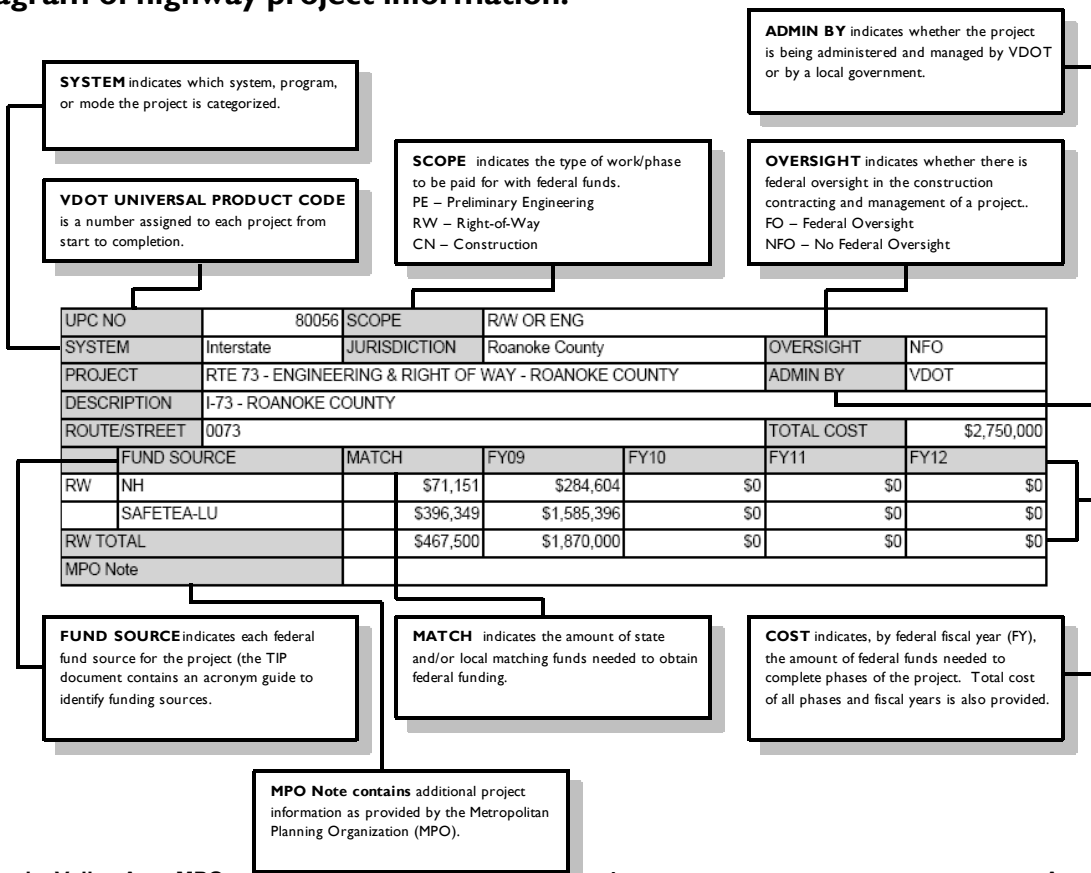 agram of highway project information.
ADMIN BY indicates whether the project
is being administered and managed by VDOT
or by a local government.
SYSTEM indicates which system, program,
or mode the project is categorized.
SCOPE indicates the type of work/phase
to be paid for with federal funds.
PE – Preliminary Engineering
RW – Right-of-Way
CN – Construction
OVERSIGHT indicates whether there is
federal oversight in the construction
contracting and management of a project..
FO – Federal Oversight
NFO – No Federal Oversight
VDOT UNIVERSAL PRODUCT CODE
is a number assigned to each project from
start to completion.
UPC NO 80056 SCOPE R/W OR ENG
SYSTEM Interstate JURISDICTION Roanoke County OVERSIGHT NFO
PROJECT RTE 73 - ENGINEERING & RIGHT OF WAY - ROANOKE COUNTY ADMIN BY VDOT
DESCRIPTION I-73 - ROANOKE COUNTY
ROUTE/STREET 0073 TOTAL COST $2,750,000
FUND SOURCE MATCH FY09 FY10 FY11 FY12
RW NH $71,151 $284,604 $0 $0 $0
SAFETEA-LU $396,349 $1,585,396 $0 $0 $0
RW TOTAL $467,500 $1,870,000 $0 $0 $0
MPO Note
FUND SOURCE indicates each federal
fund source for the project (the TIP
document contains an acronym guide to
identify funding sources.
MATCH indicates the amount of state
and/or local matching funds needed to obtain
federal funding.
COST indicates, by federal fiscal year (FY),
the amount of federal funds needed to
complete phases of the project. Total cost
of all phases and fiscal years is also provided.
MPO Note contains additional project
information as provided by the Metropolitan
Planning Organization (MPO).